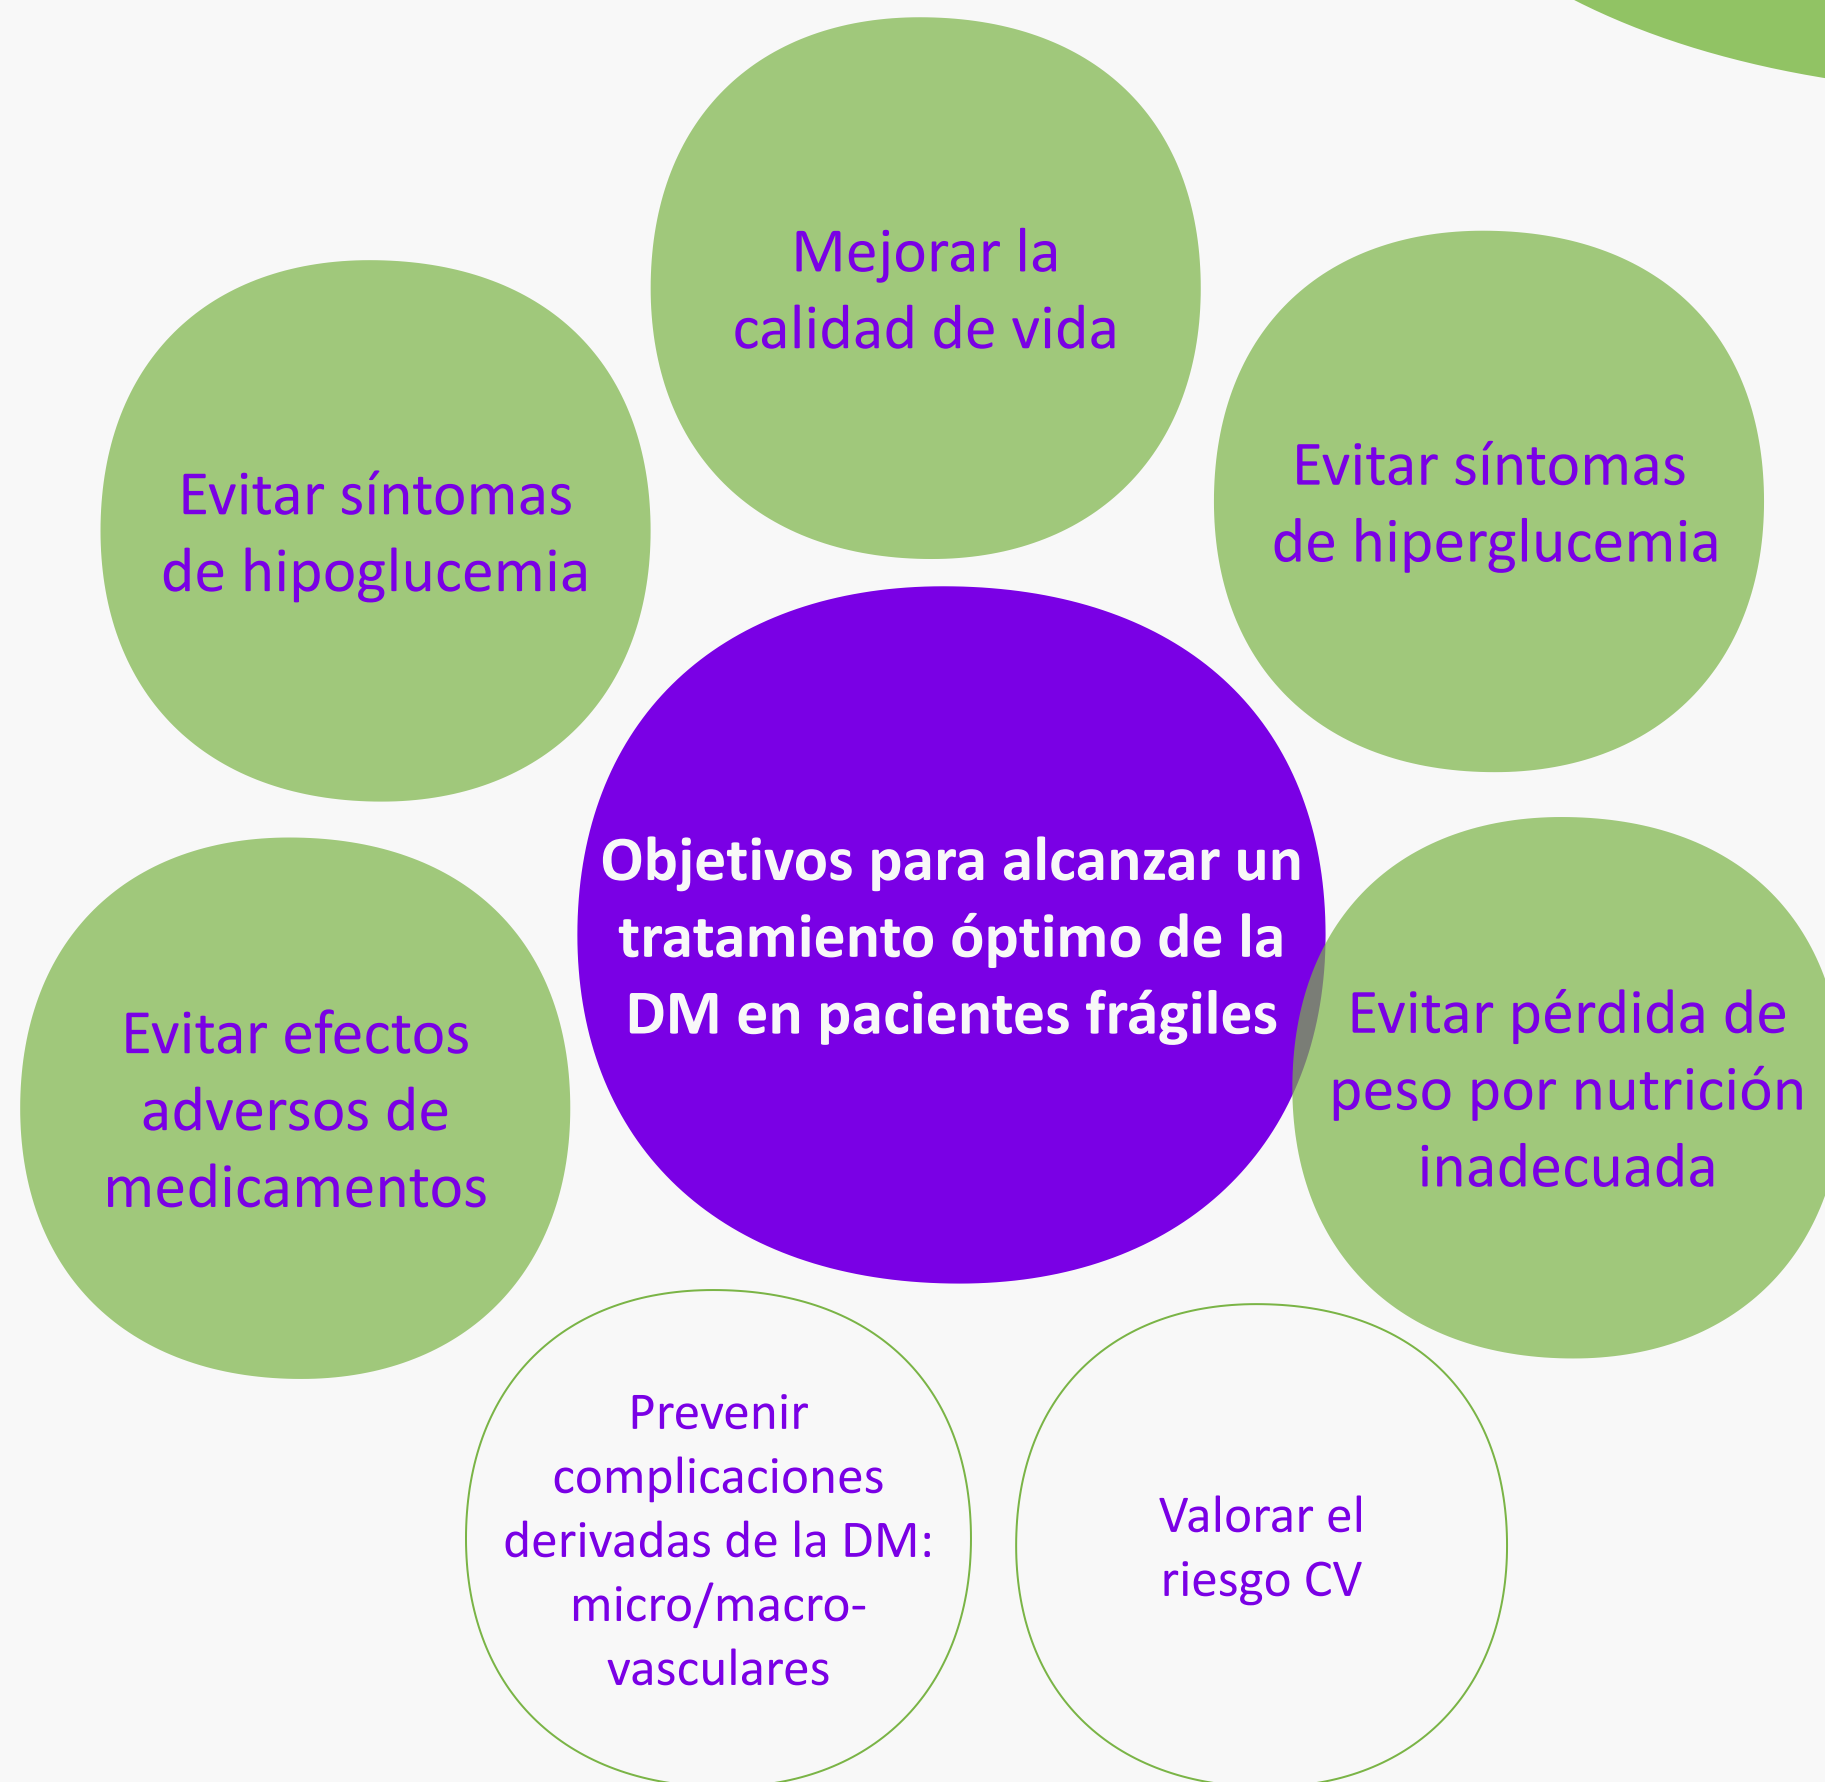 Mejorar la
calidad de vida
Evitar síntomas
de hipoglucemia
Evitar síntomas
de hiperglucemia
Objetivos para alcanzar un
tratamiento óptimo de la
DM en pacientes frágiles
Evitar efectos
adversos de
medicamentos
Evitar pérdida de
peso por nutrición
inadecuada
Prevenir
complicaciones
derivadas de la DM:
micro/macro-
vasculares
Valorar el
riesgo CV